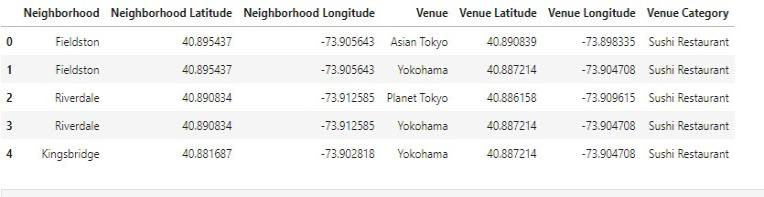 Neighborhood Neighborhood Latitude Neighborhood Longitude Venue Venue Latitude Venue Longitude Venue Category
0 Fieldston 40.895437 -73.905643 Asian Tokyo 40.890839 -73.898335 Sushi Restaurant
1 Fieldston 40.895437 -73.905643 Yokohama 40.887214 -73.904708 Sushi Restaurant
2 Riverdale 40.890834 -73.912585 Planet Tokyo 40.886158 -73.909615 Sushi Restaurant
3 Riverdale 40.890834 -73.912585 Yokohama 40.887214 -73.904708 Sushi Restaurant
4 Kingsbridge 40.881687 -73.902818 Yokohama 40.887214 -73.904708 Sushi Restaurant